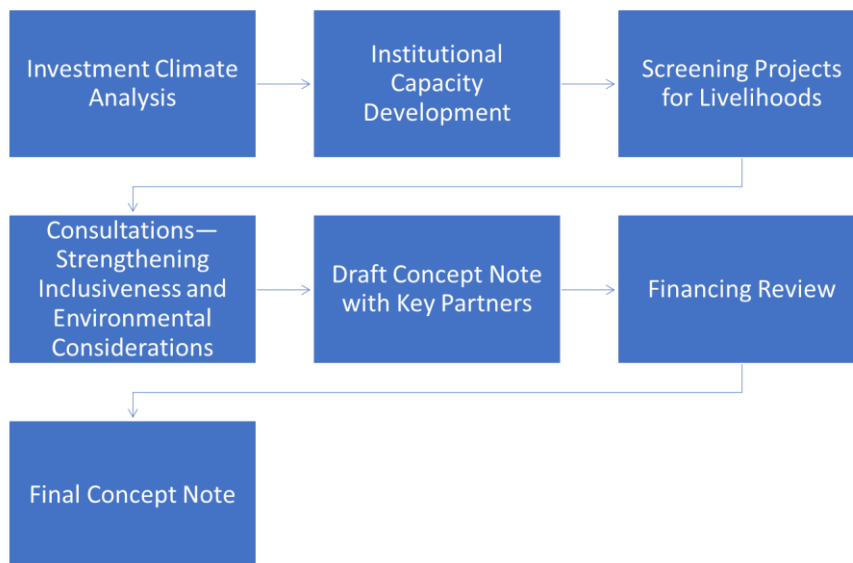 Investment Climate
Analysis
Institutional
Capacity
Development
Screening Projects
for Livelihoods
Consultations—
Strengthening
Inclusiveness and
Environmental
Considerations
Draft Concept Note
with Key Partners
Financing Review
Final Concept Note